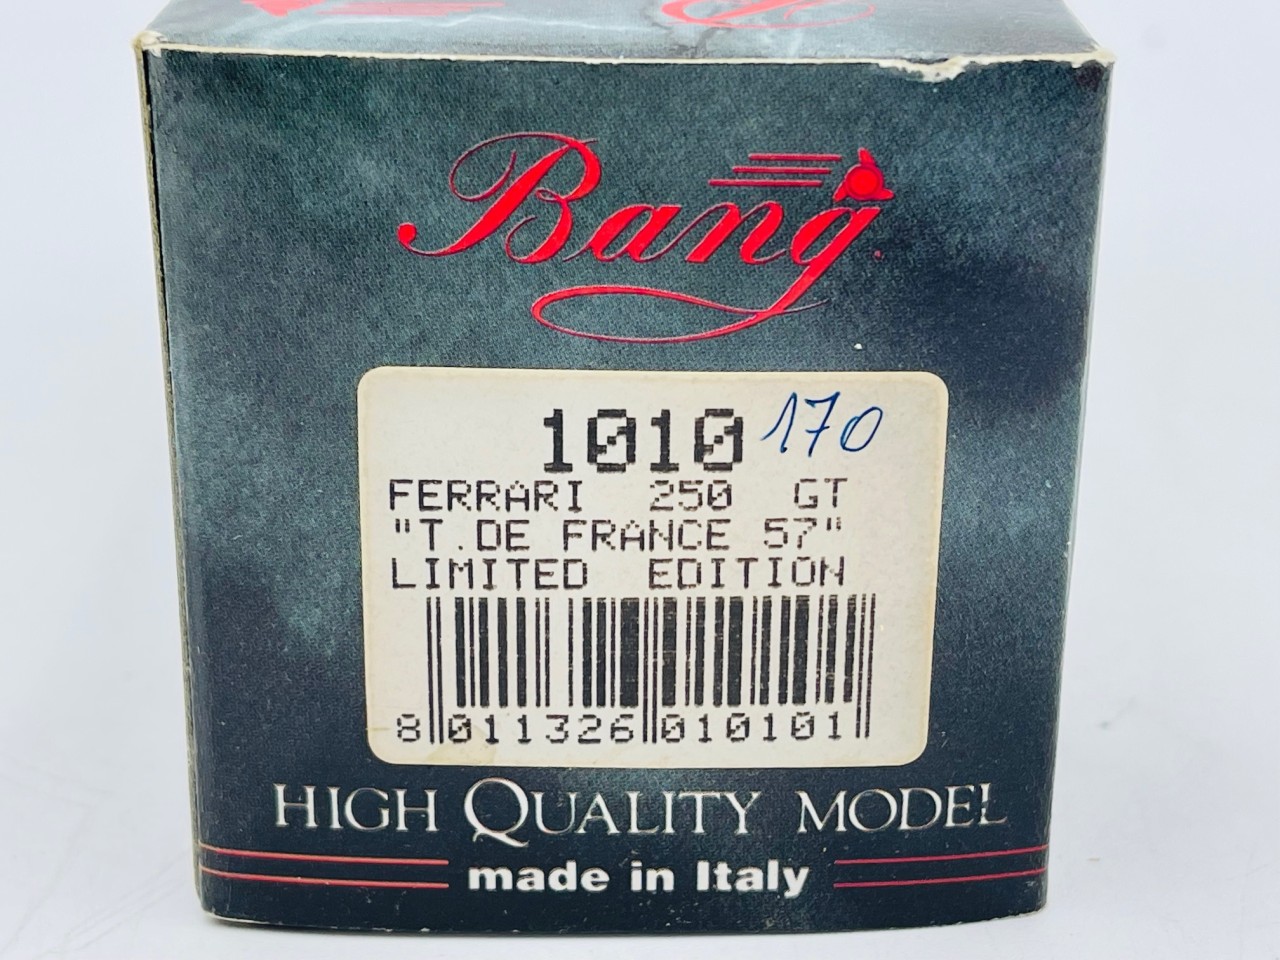 Bang
1010 170
FERRARI 250 GT
"T.DE FRANCE 57"
LIMITED EDITION
8 011326 010101
HIGH QUALITY MODEL
made in Italy